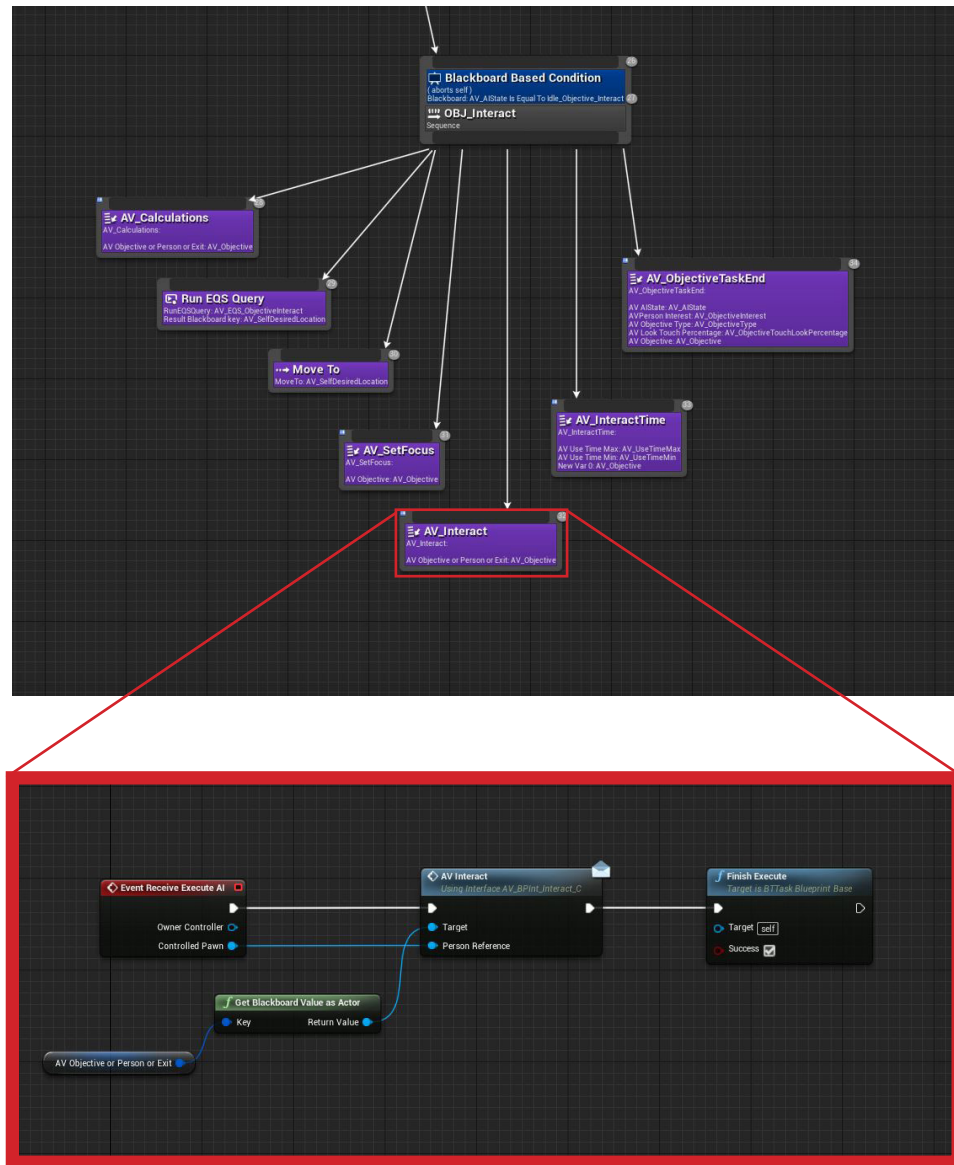 Blackboard Based Condition
( aborts self )
Blackboard: AV_AIState Is Equal To Idle_Objective_Interact
OBJ_Interact
Sequence
AV_Calculations
AV_Calculations:
AV Objective or Person or Exit: AV_Objective
Run EQS Query
RunEQSQuery: AV_EQS_ObjectiveInteract
Result Blackboard key: AV_SelfDesiredLocation
29
Move To
MoveTo: AV_SelfDesiredLocation
30
AV_SetFocus
AV_SetFocus:
AV Objective: AV_Objective
31
AV_Interact
AV_Interact:
AV Objective or Person or Exit: AV_Objective
AV_InteractTime
AV_InteractTime:
AV Use Time Max: AV_UseTimeMax
AV Use Time Min: AV_UseTimeMin
New Var 0: AV_Objective
33
AV_ObjectiveTaskEnd
AV_ObjectiveTaskEnd:
AV AIState: AV_AIState
AVPerson Interest: AV_ObjectiveInterest
AV Objective Type: AV_ObjectiveType
AV Look Touch Percentage: AV_ObjectiveTouchLookPercentage
AV Objective: AV_Objective
34
Event Receive Execute AI
Owner Controller
Controlled Pawn
AV Interact
Using Interface AV_BPInt_Interact_C
Target
Person Reference
Finish Execute
Target is BTTask Blueprint Base
Target self
Success
Get Blackboard Value as Actor
Key Return Value
AV Objective or Person or Exit